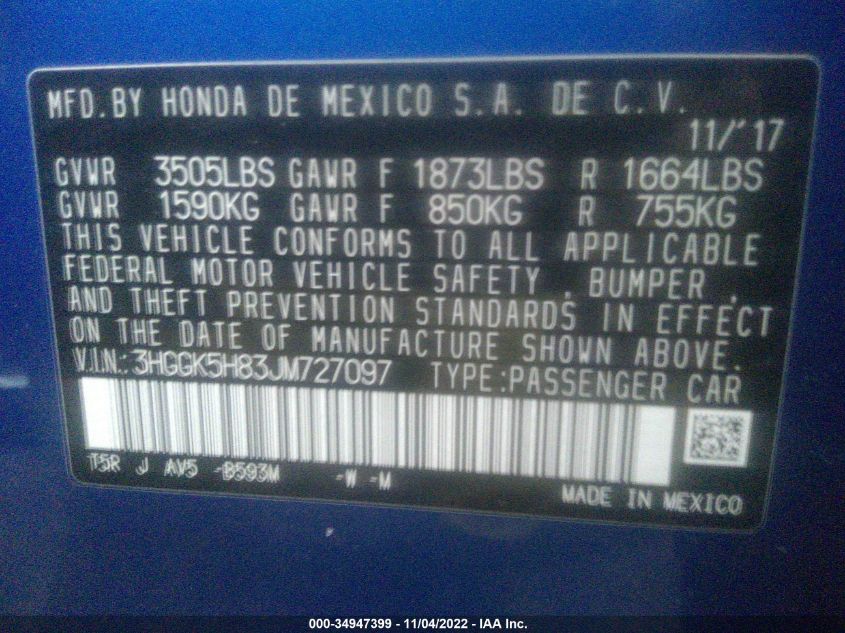 MFD.BY HONDA DE MEXICO S.A. DE C.V.
11/'17
GVWR 3505LBS GAWR F 1873LBS R 1664LBS
GVWR 1590KG GAWR F 850KG R 755KG
THIS VEHICLE CONFORMS TO ALL APPLICABLE
FEDERAL MOTOR VEHICLE SAFETY , BUMPER ,
AND THEFT PREVENTION STANDARDS IN EFFECT
ON THE DATE OF MANUFACTURE SHOWN ABOVE.
V.I.N.: 3HGGK5H83JM727097 TYPE:PASSENGER CAR
T5R J AV5 -B593M -W -M
MADE IN MEXICO
000-34947399 - 11/04/2022 - IAA Inc.